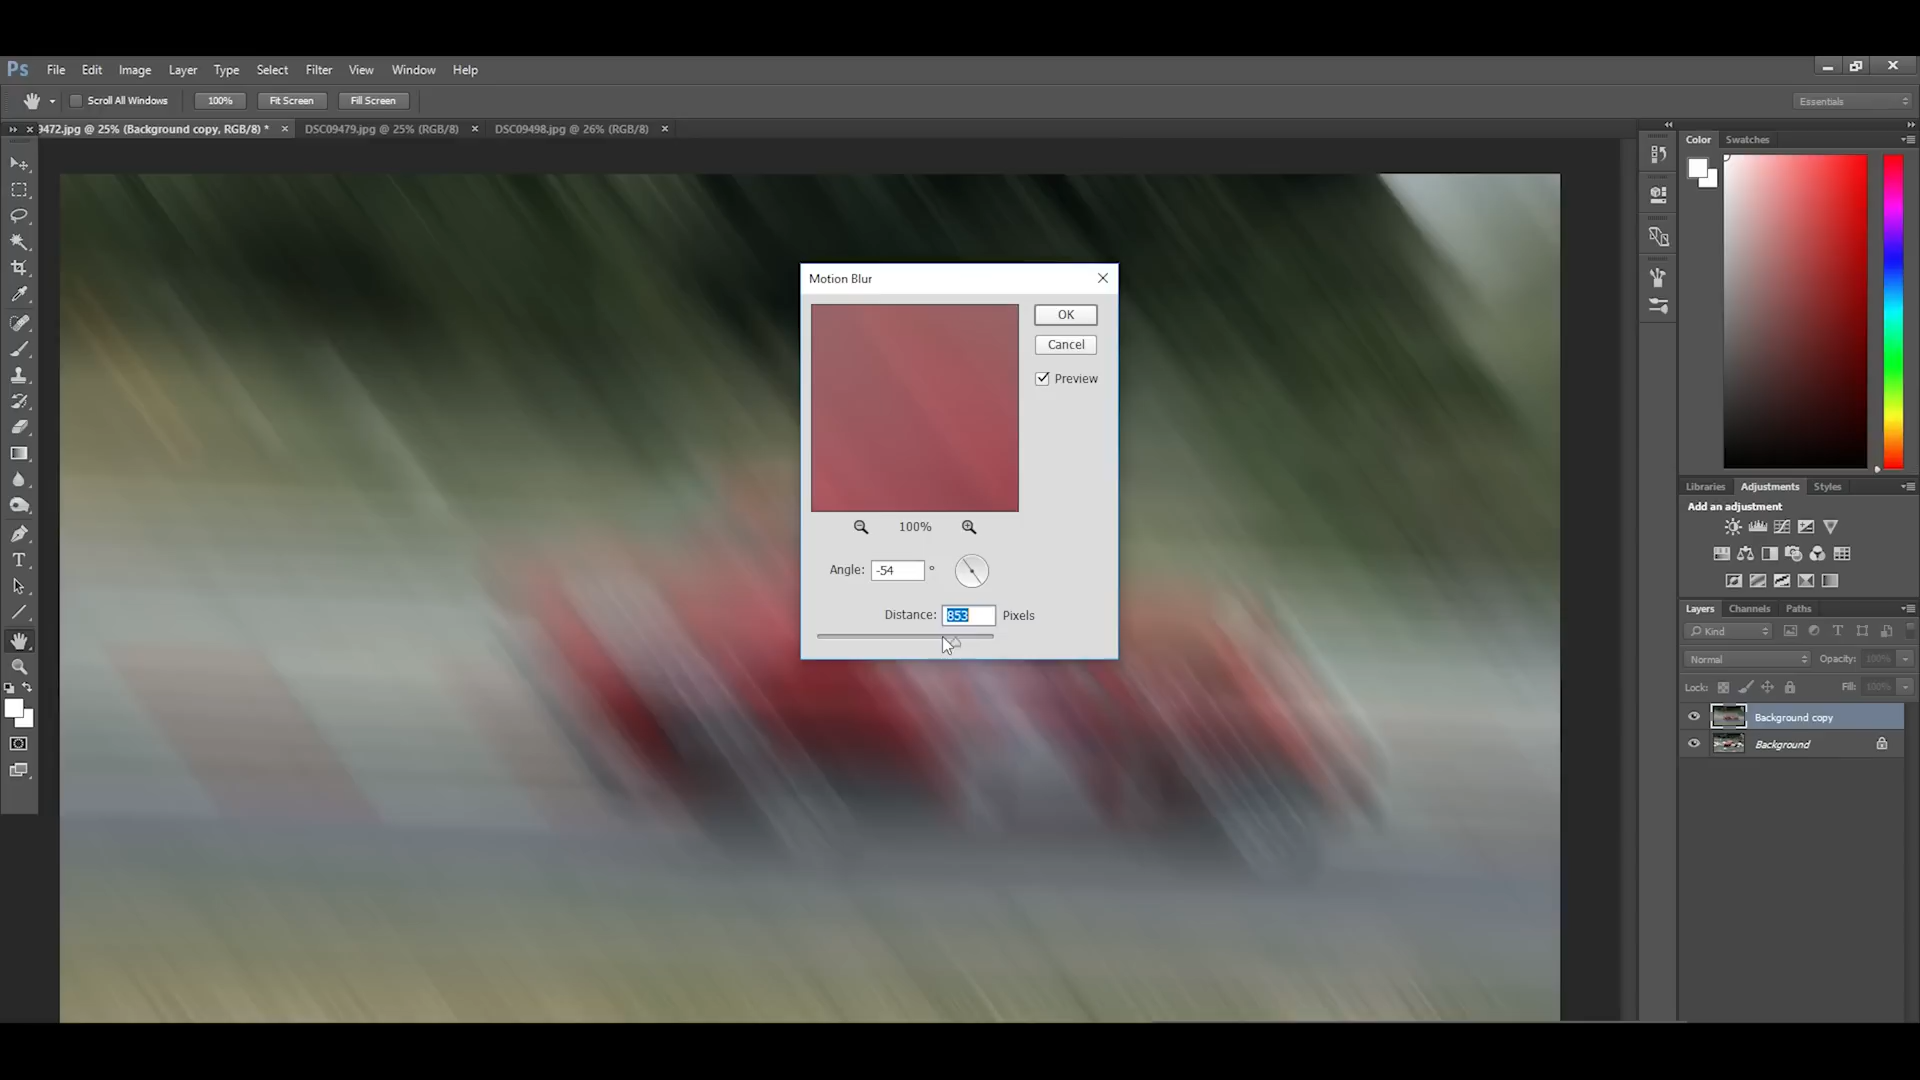 Ps File Edit Image Layer Type Select Filter View Window Help
Scroll All Windows 100% Fit Screen Fill Screen Essentials
9472.jpg @ 25% (Background copy, RGB/8) * DSC09479.jpg @ 25% (RGB/8) DSC09498.jpg @ 26% (RGB/8)
Color Swatches
Motion Blur
OK
Cancel
Preview
100%
Angle: -54 °
Distance: 853 Pixels
Libraries Adjustments Styles
Add an adjustment
Layers Channels Paths
Kind
Normal Opacity: 100%
Lock: Fill: 100%
Background copy
Background